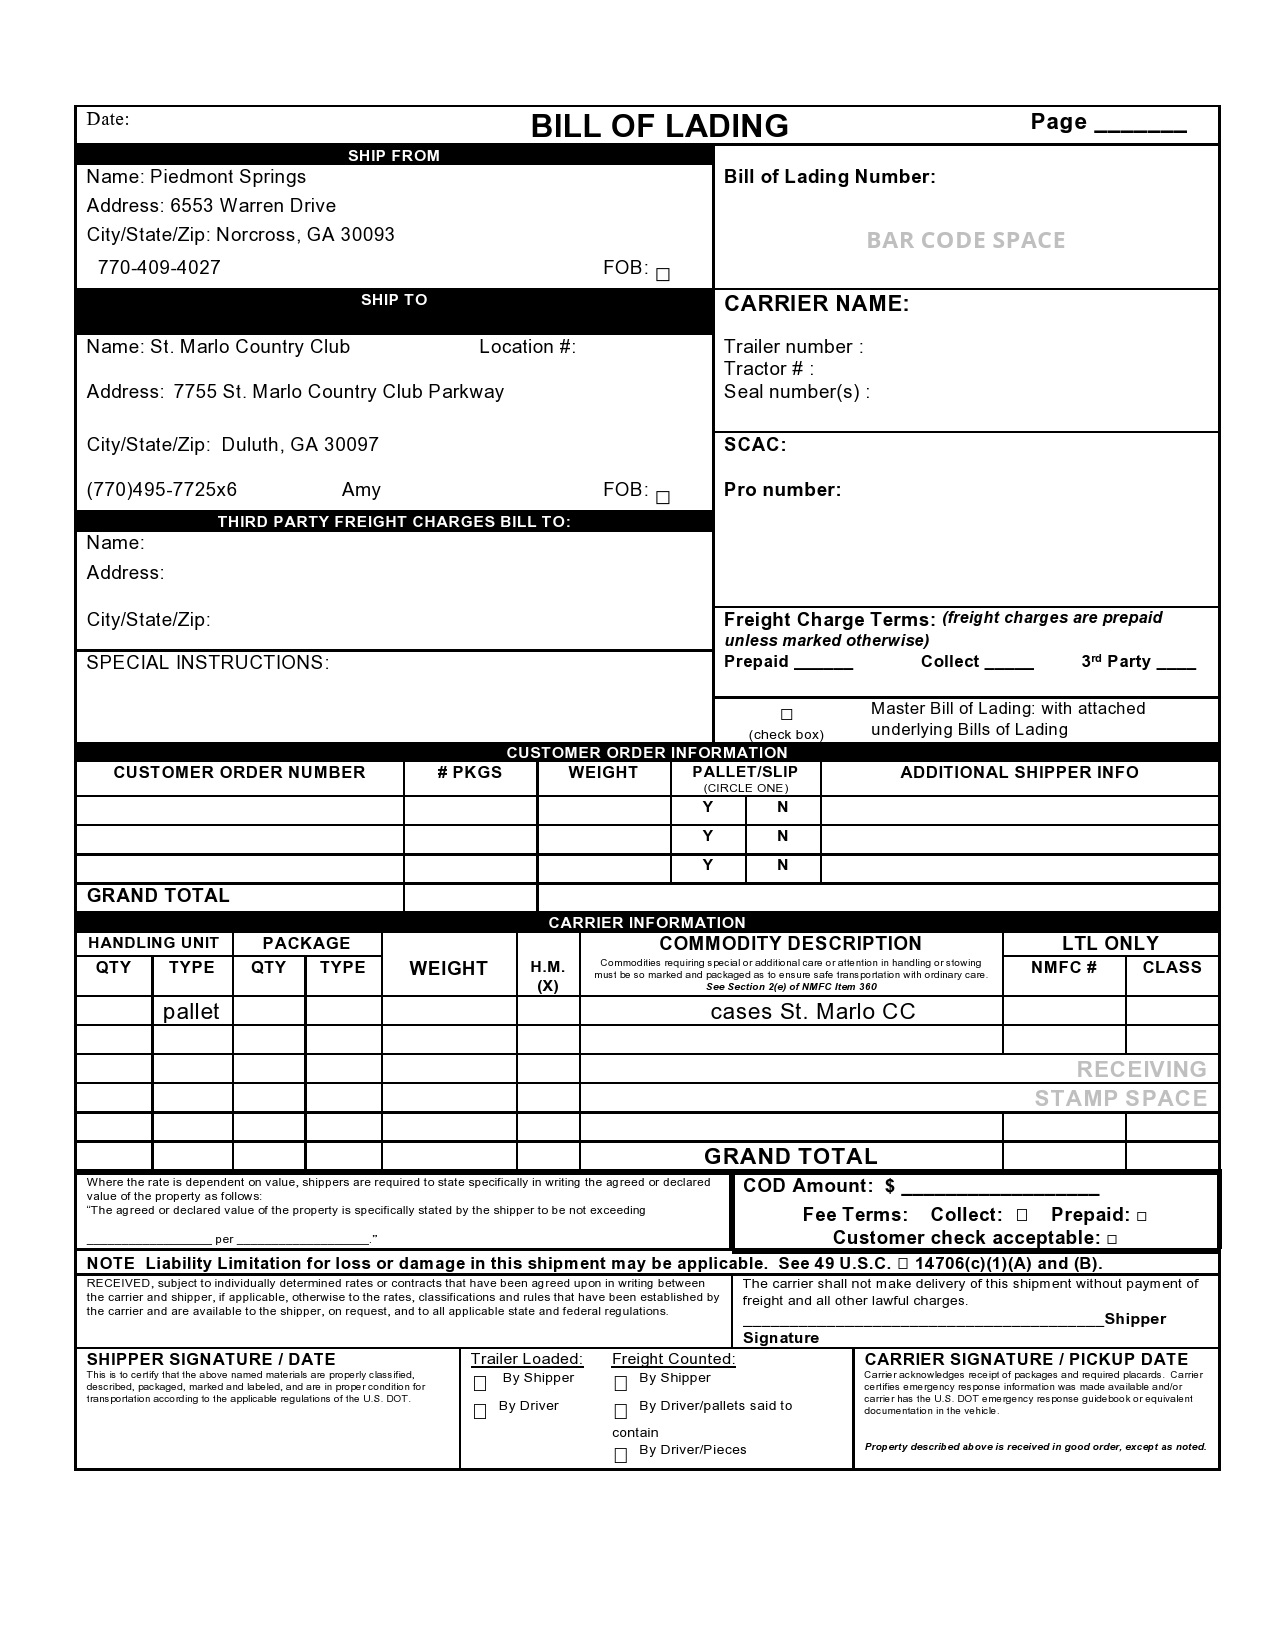 Date:
BILL OF LADING
Page _______
SHIP FROM
Name: Piedmont Springs
Address: 6553 Warren Drive
City/State/Zip: Norcross, GA 30093
770-409-4027 FOB: □
Bill of Lading Number:
BAR CODE SPACE
SHIP TO
Name: St. Marlo Country Club Location #:
Address: 7755 St. Marlo Country Club Parkway
City/State/Zip: Duluth, GA 30097
(770)495-7725x6 Amy FOB: □
CARRIER NAME:
Trailer number :
Tractor # :
Seal number(s) :
SCAC:
Pro number:
THIRD PARTY FREIGHT CHARGES BILL TO:
Name:
Address:
City/State/Zip:
SPECIAL INSTRUCTIONS:
Freight Charge Terms: (freight charges are prepaid
unless marked otherwise)
Prepaid ______ Collect _____ 3rd Party ____
□
(check box)
Master Bill of Lading: with attached
underlying Bills of Lading
CUSTOMER ORDER INFORMATION
CUSTOMER ORDER NUMBER # PKGS WEIGHT PALLET/SLIP ADDITIONAL SHIPPER INFO
(CIRCLE ONE)
Y N
Y N
Y N
GRAND TOTAL
CARRIER INFORMATION
HANDLING UNIT PACKAGE COMMODITY DESCRIPTION LTL ONLY
QTY TYPE QTY TYPE WEIGHT H.M.
(X)
Commodities requiring special or additional care or attention in handling or stowing
must be so marked and packaged as to ensure safe transportation with ordinary care.
See Section 2(e) of NMFC Item 360
NMFC # CLASS
pallet cases St. Marlo CC
RECEIVING
STAMP SPACE
GRAND TOTAL
Where the rate is dependent on value, shippers are required to state specifically in writing the agreed or declared
value of the property as follows:
“The agreed or declared value of the property is specifically stated by the shipper to be not exceeding
__________________ per ___________________.”
COD Amount: $ __________________
Fee Terms: Collect: □ Prepaid: □
Customer check acceptable: □
NOTE Liability Limitation for loss or damage in this shipment may be applicable. See 49 U.S.C. □ 14706(c)(1)(A) and (B).
RECEIVED, subject to individually determined rates or contracts that have been agreed upon in writing between
the carrier and shipper, if applicable, otherwise to the rates, classifications and rules that have been established by
the carrier and are available to the shipper, on request, and to all applicable state and federal regulations.
The carrier shall not make delivery of this shipment without payment of
freight and all other lawful charges.
_______________________________________Shipper
Signature
SHIPPER SIGNATURE / DATE
This is to certify that the above named materials are properly classified,
described, packaged, marked and labeled, and are in proper condition for
transportation according to the applicable regulations of the U.S. DOT.
Trailer Loaded:
□ By Shipper
□ By Driver
Freight Counted:
□ By Shipper
□ By Driver/pallets said to
contain
□ By Driver/Pieces
CARRIER SIGNATURE / PICKUP DATE
Carrier acknowledges receipt of packages and required placards. Carrier
certifies emergency response information was made available and/or
carrier has the U.S. DOT emergency response guidebook or equivalent
documentation in the vehicle.
Property described above is received in good order, except as noted.